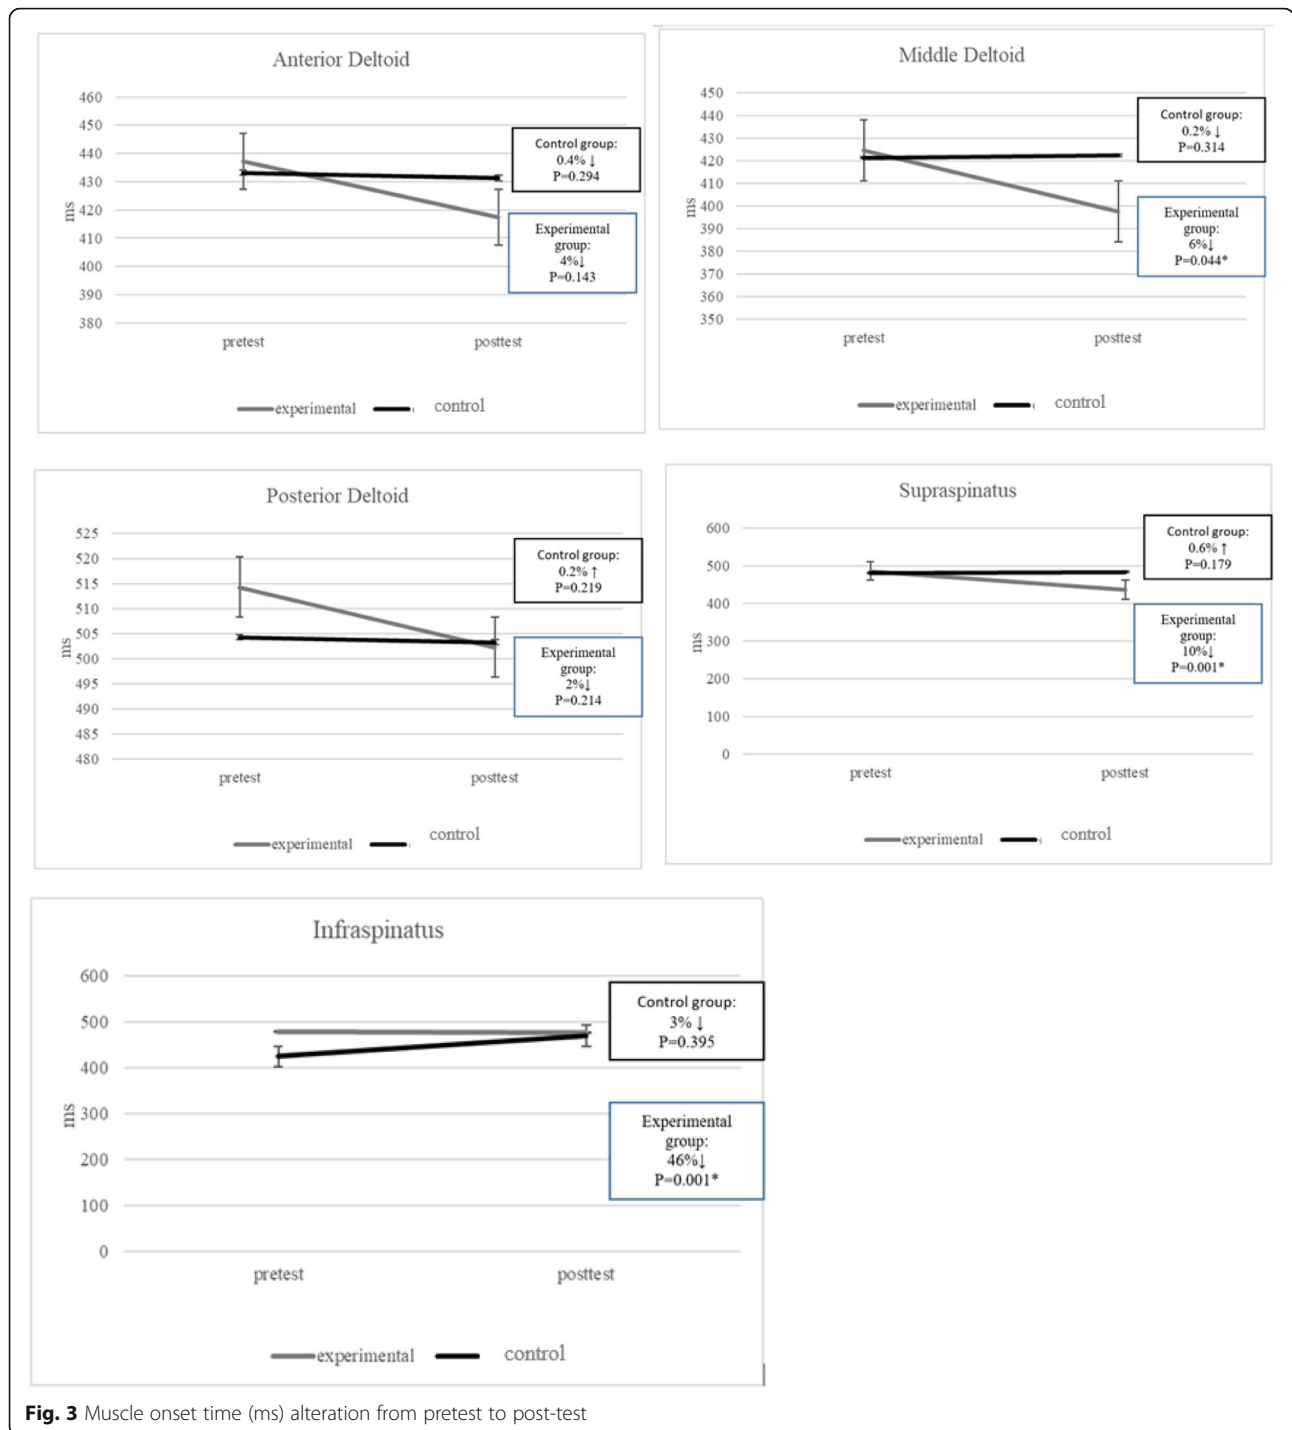 Anterior Deltoid
460
450
440
430
420
410
400
390
380
ms
pretest
posttest
Control group:
0.4% ↓
P=0.294
Experimental
group:
4%↓
P=0.143
experimental
control
Middle Deltoid
450
440
430
420
410
400
390
380
370
360
350
ms
pretest
posttest
Control group:
0.2% ↓
P=0.314
Experimental
group:
6%↓
P=0.044*
experimental
control
Posterior Deltoid
525
520
515
510
505
500
495
490
485
480
ms
pretest
posttest
Control group:
0.2% ↑
P=0.219
Experimental
group:
2%↓
P=0.214
experimental
control
Supraspinatus
600
500
400
300
200
100
0
ms
pretest
posttest
Control group:
0.6% ↑
P=0.179
Experimental
group:
10%↓
P=0.001*
experimental
control
Infraspinatus
600
500
400
300
200
100
0
ms
pretest
posttest
Control group:
3% ↓
P=0.395
Experimental
group:
46%↓
P=0.001*
experimental
control
Fig. 3 Muscle onset time (ms) alteration from pretest to post-test